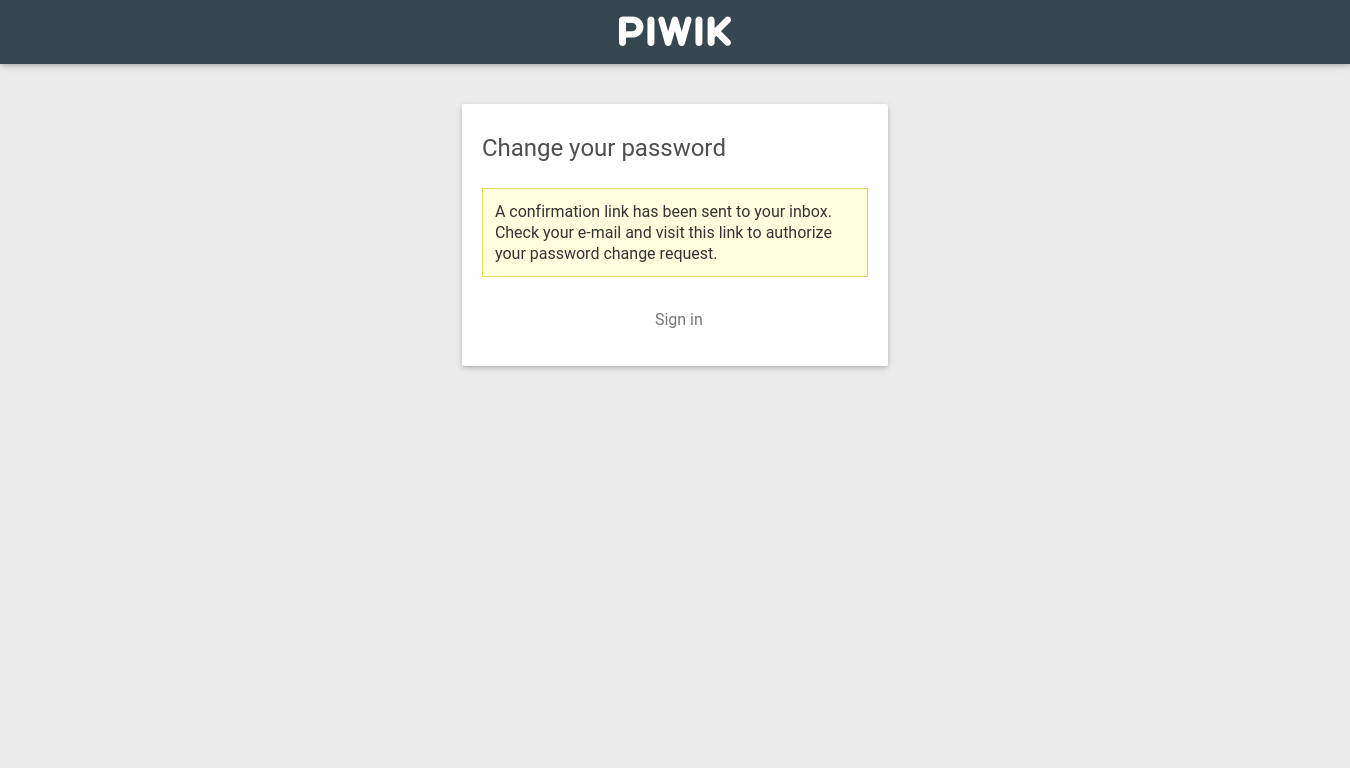 PIWIK
Change your password
A confirmation link has been sent to your inbox.
Check your e-mail and visit this link to authorize
your password change request.
Sign in